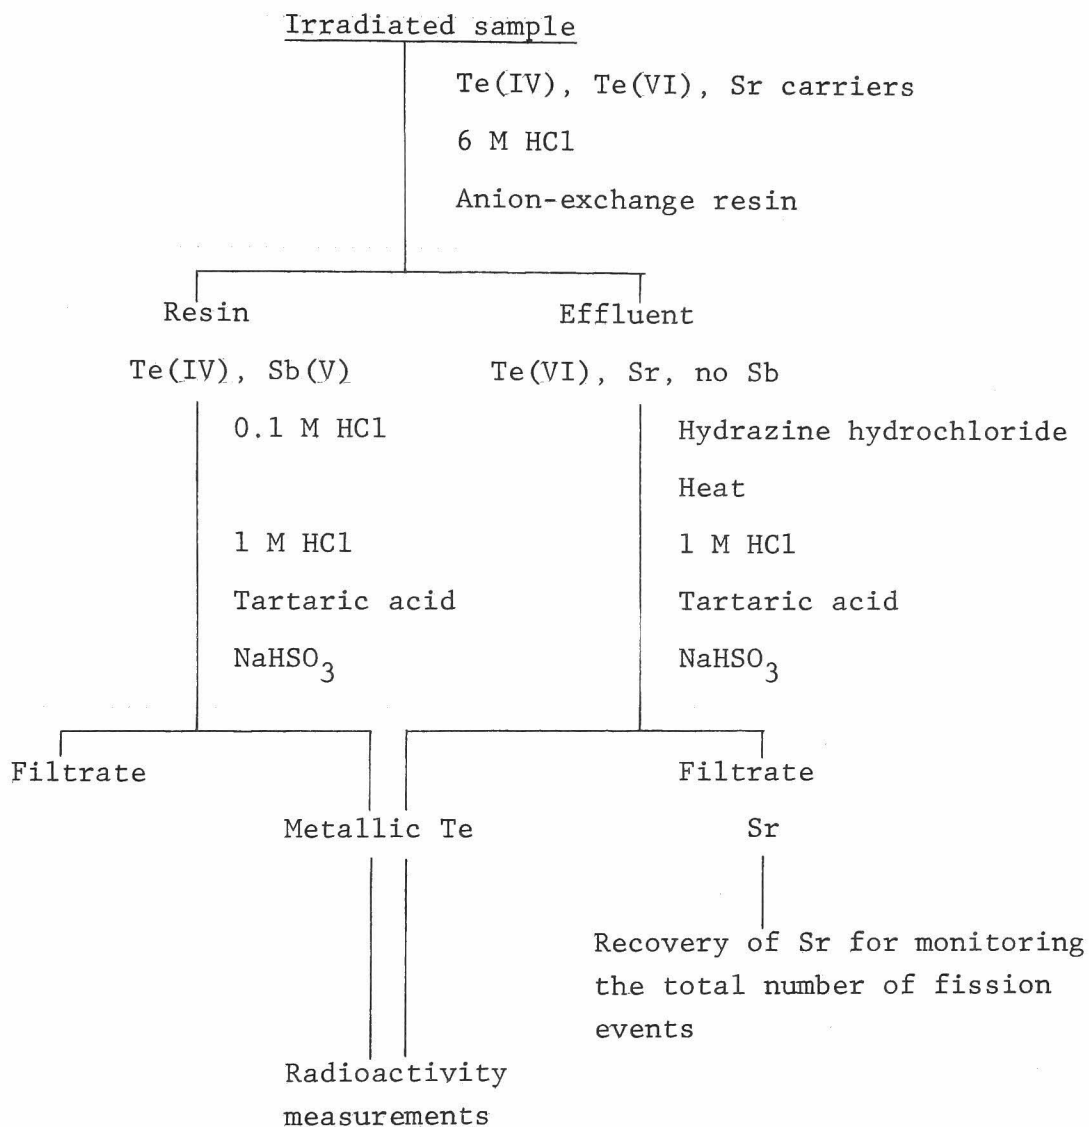 Irradiated sample
Te(IV), Te(VI), Sr carriers
6 M HCl
Anion-exchange resin
Resin
Te(IV), Sb(V)
0.1 M HCl
1 M HCl
Tartaric acid
NaHSO3
Effluent
Te(VI), Sr, no Sb
Hydrazine hydrochloride
Heat
1 M HCl
Tartaric acid
NaHSO3
Filtrate
Metallic Te
Filtrate
Sr
Recovery of Sr for monitoring
the total number of fission
events
Radioactivity
measurements